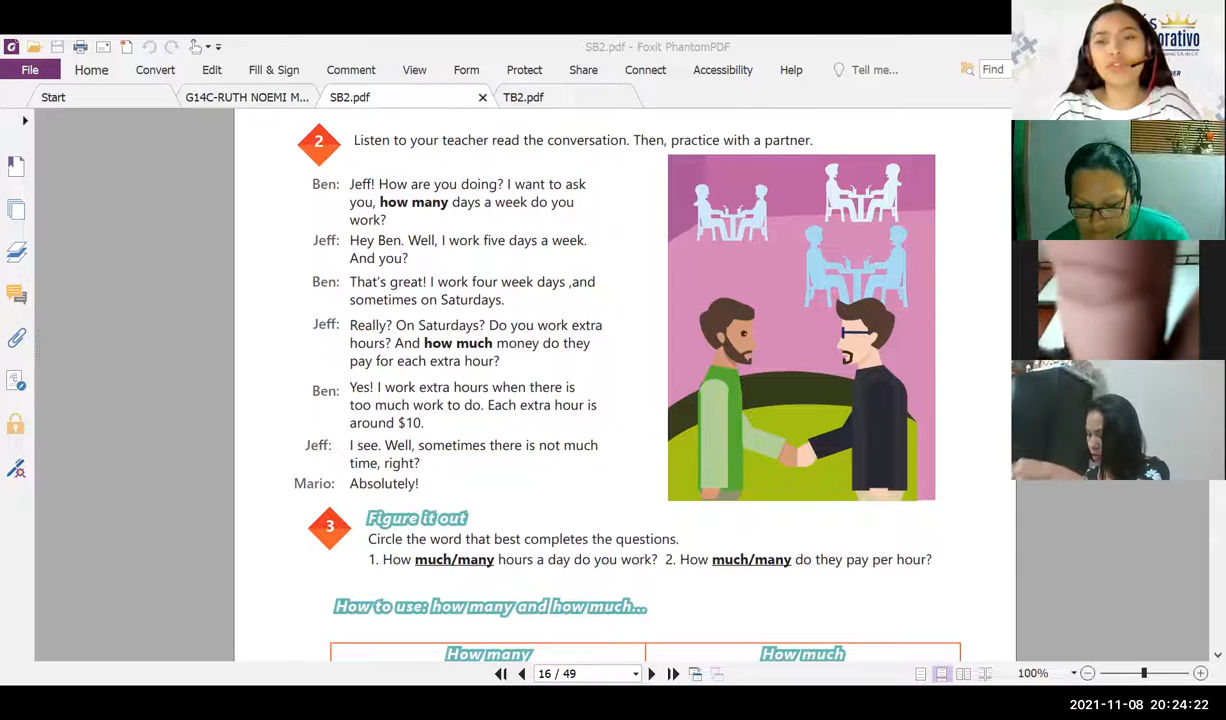 SB2.pdf - Foxit PhantomPDF
File Home Convert Edit Fill & Sign Comment View Form Protect Share Connect Accessibility Help Tell me... Find
Start G14C-RUTH NOEMI M... SB2.pdf TB2.pdf
2 Listen to your teacher read the conversation. Then, practice with a partner.
Ben: Jeff! How are you doing? I want to ask
you, how many days a week do you
work?
Jeff: Hey Ben. Well, I work five days a week.
And you?
Ben: That's great! I work four week days ,and
sometimes on Saturdays.
Jeff: Really? On Saturdays? Do you work extra
hours? And how much money do they
pay for each extra hour?
Ben: Yes! I work extra hours when there is
too much work to do. Each extra hour is
around $10.
Jeff: I see. Well, sometimes there is not much
time, right?
Mario: Absolutely!
3 Figure it out
Circle the word that best completes the questions.
1. How much/many hours a day do you work? 2. How much/many do they pay per hour?
How to use: how many and how much...
How many How much
16 / 49
100%
2021-11-08 20:24:22